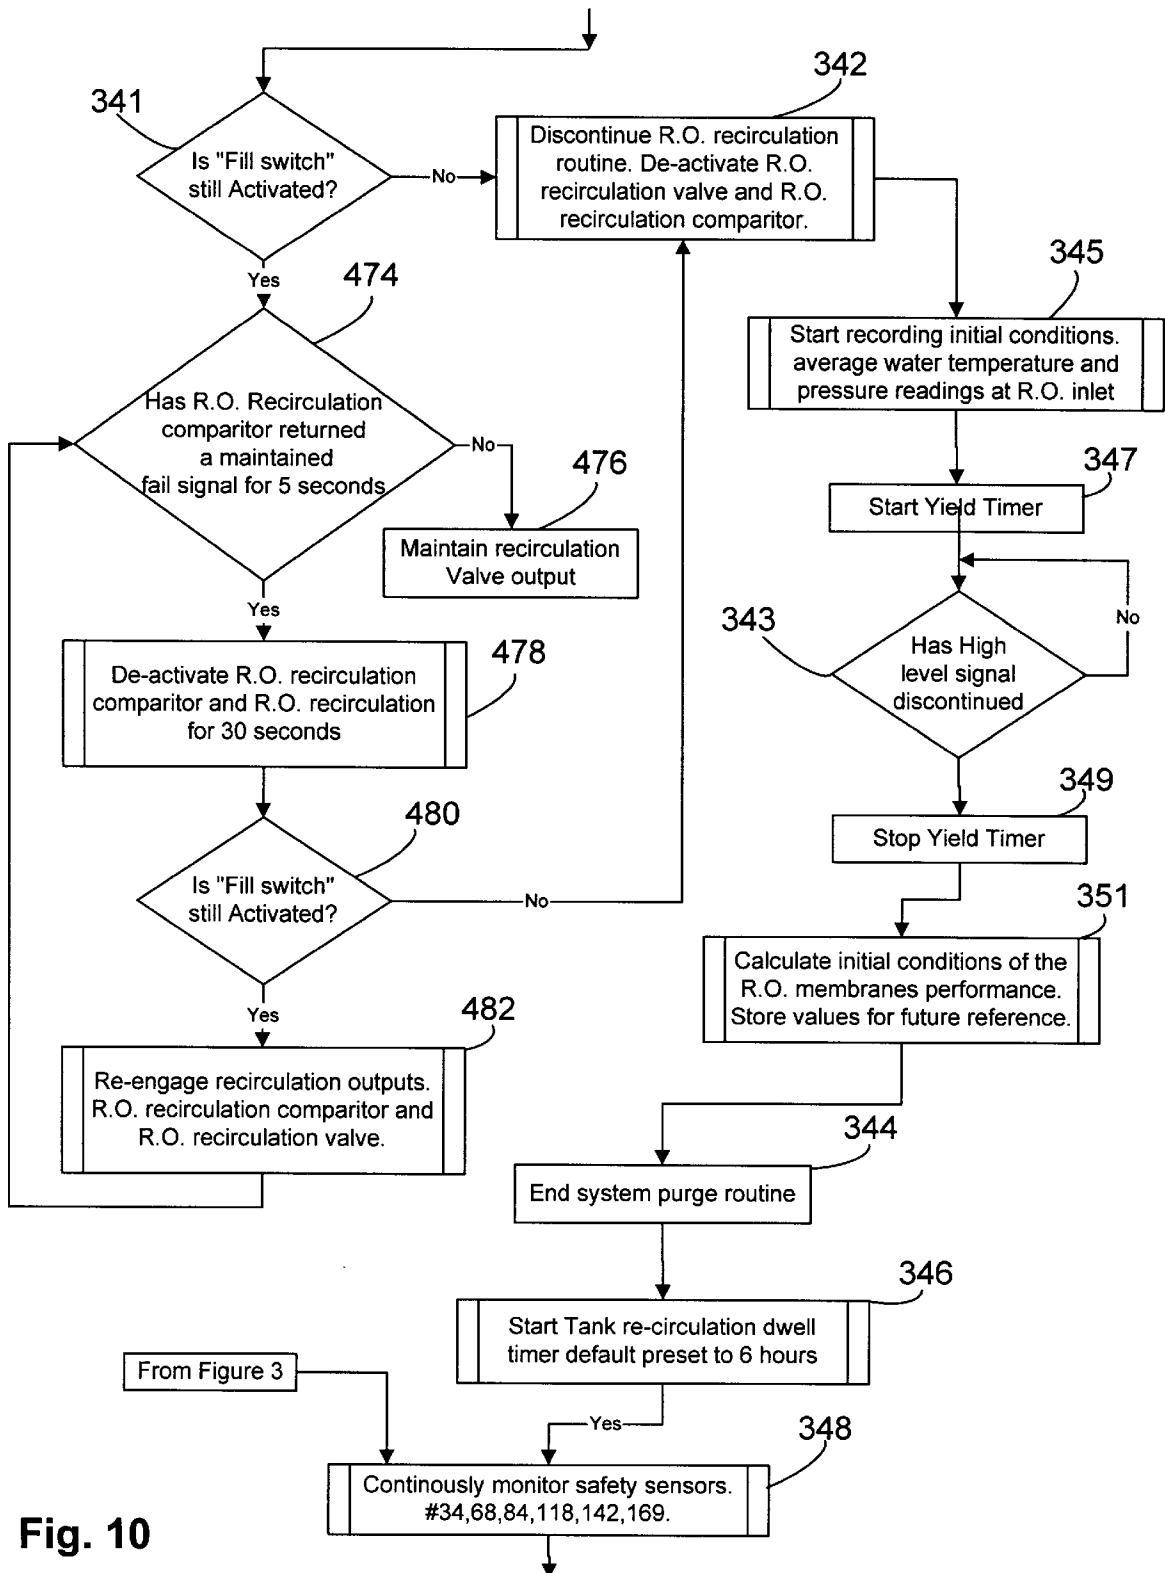 341
Is "Fill switch"
still Activated?
No
342
Discontinue R.O. recirculation
routine. De-activate R.O.
recirculation valve and R.O.
recirculation comparitor.
Yes
474
Has R.O. Recirculation
comparitor returned
a maintained
fail signal for 5 seconds
No
476
Maintain recirculation
Valve output
Yes
478
De-activate R.O. recirculation
comparitor and R.O. recirculation
for 30 seconds
480
Is "Fill switch"
still Activated?
No
Yes
482
Re-engage recirculation outputs.
R.O. recirculation comparitor and
R.O. recirculation valve.
345
Start recording initial conditions.
average water temperature and
pressure readings at R.O. inlet
347
Start Yield Timer
343
Has High
level signal
discontinued
No
349
Stop Yield Timer
351
Calculate initial conditions of the
R.O. membranes performance.
Store values for future reference.
344
End system purge routine
346
Start Tank re-circulation dwell
timer default preset to 6 hours
From Figure 3
Yes
348
Continously monitor safety sensors.
#34,68,84,118,142,169.
Fig. 10